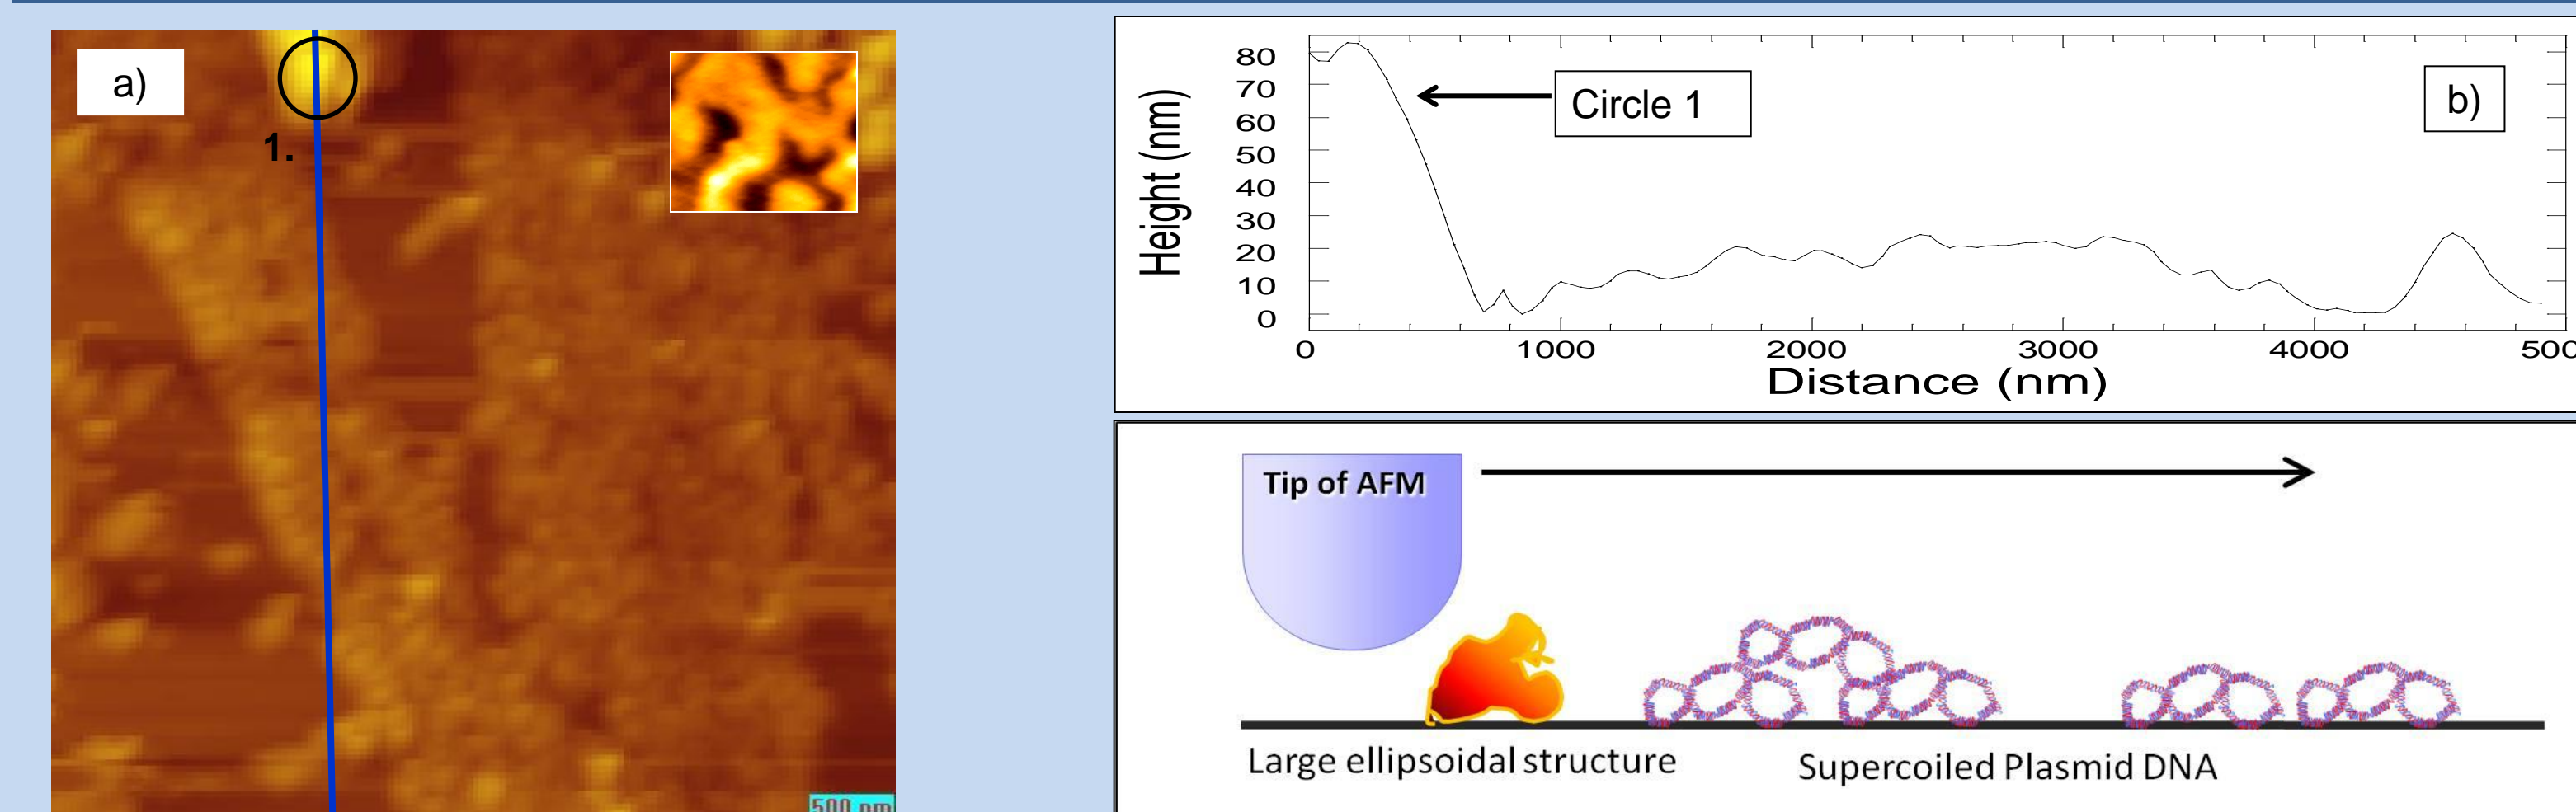 a)
1.
500 nm
80
70
60
50
40
30
20
10
0
Height (nm)
Circle 1
b)
0 1000 2000 3000 4000 500
Distance (nm)
Tip of AFM
Large ellipsoidal structure
Supercoiled Plasmid DNA